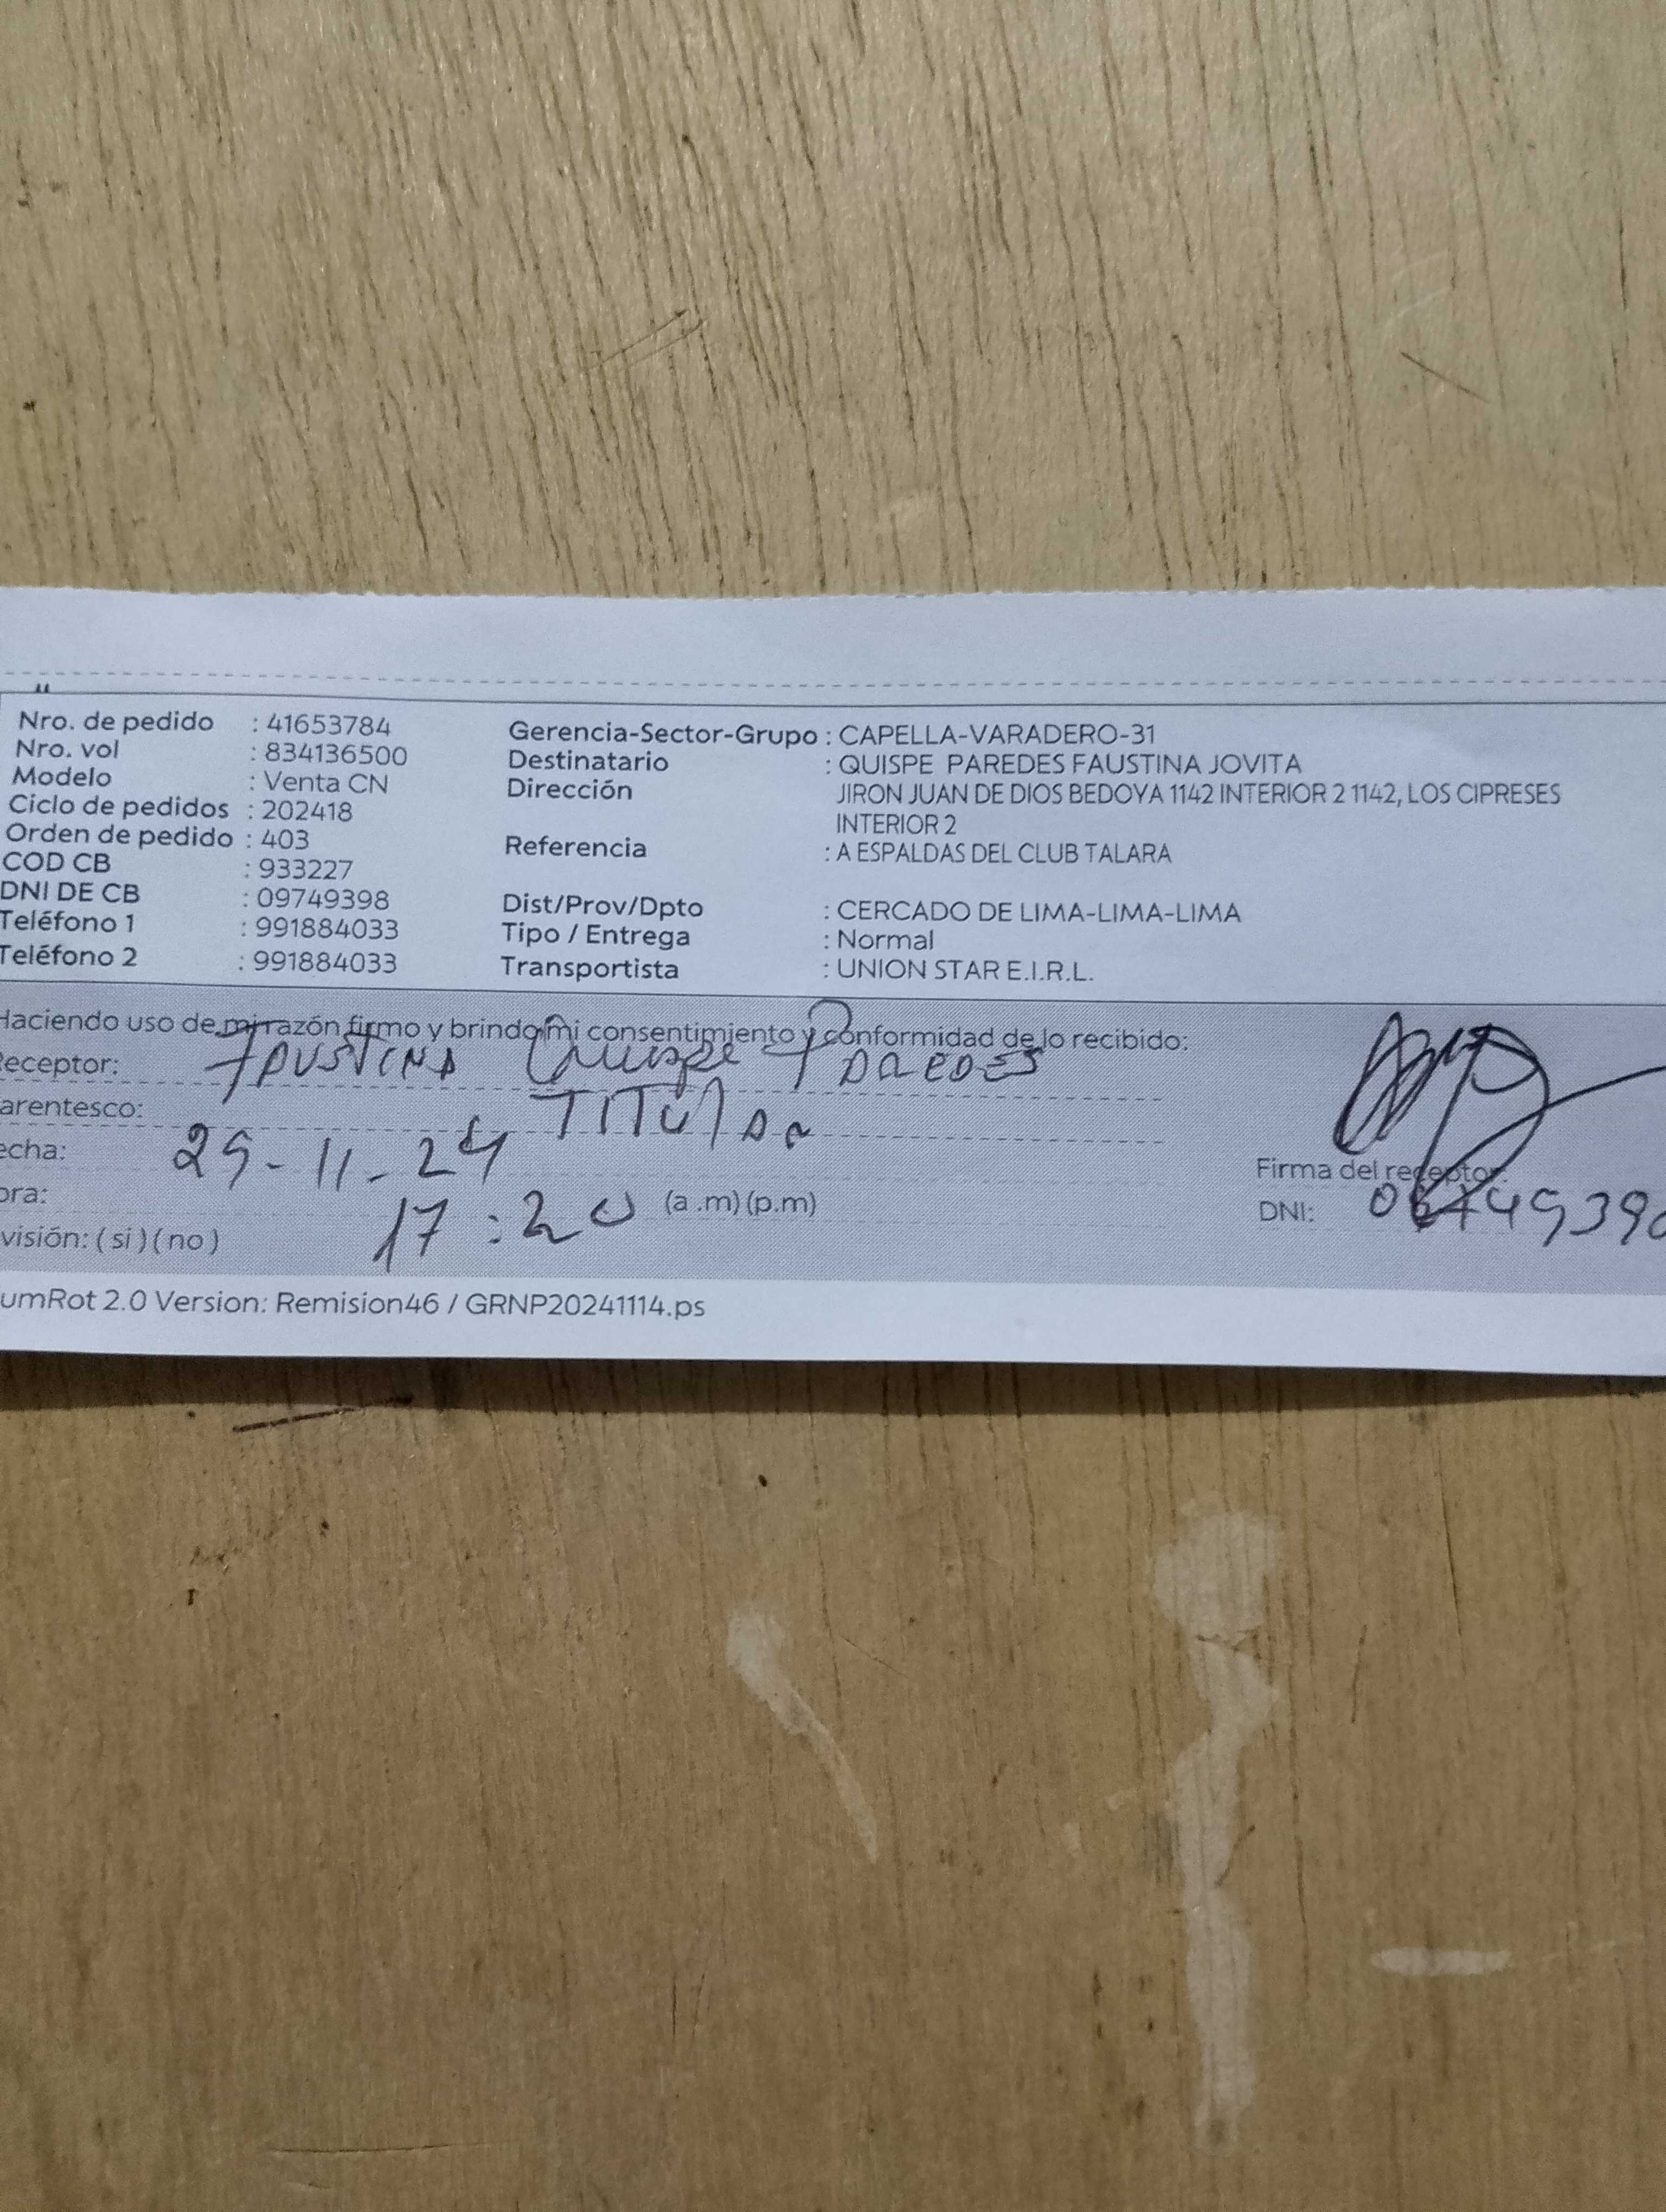 Nro. de pedido : 41653784
Nro. vol : 834136500
Modelo : Venta CN
Ciclo de pedidos : 202418
Orden de pedido : 403
COD CB : 933227
DNI DE CB : 09749398
Teléfono 1 : 991884033
Teléfono 2 : 991884033
Gerencia-Sector-Grupo : CAPELLA-VARADERO-31
Destinatario : QUISPE PAREDES FAUSTINA JOVITA
Dirección JIRON JUAN DE DIOS BEDOYA 1142 INTERIOR 2 1142, LOS CIPRESES
INTERIOR 2
Referencia : A ESPALDAS DEL CLUB TALARA
Dist/Prov/Dpto : CERCADO DE LIMA-LIMA-LIMA
Tipo / Entrega : Normal
Transportista : UNION STAR E.I.R.L.
Haciendo uso de mi razón firmo y brindo mi consentimiento y conformidad de lo recibido:
eceptor: FAUSTINA Quispe PAREDES
arentesco: TITULAR
echa: 29-11-24
ora: 17:20 (a .m) (p.m)
visión: ( si ) ( no )
Firma del receptor:
DNI:
umRot 2.0 Version: Remision46 / GRNP20241114.ps